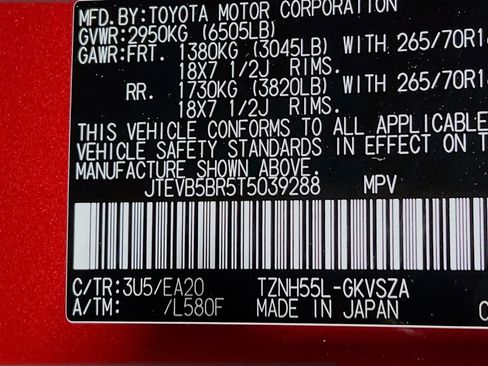 MFD.BY:TOYOTA MOTOR CORPORATION
GVWR:2950KG (6505LB)
GAWR:FRT. 1380KG (3045LB) WITH 265/70R18
18X7 1/2J RIMS.
RR. 1730KG (3820LB) WITH 265/70R18
18X7 1/2J RIMS.
THIS VEHICLE CONFORMS TO ALL APPLICABLE
VEHICLE SAFETY STANDARDS IN EFFECT ON
MANUFACTURE SHOWN ABOVE.
JTEVB5BR5T5039288 MPV
C/TR:3U5/EA20 TZNH55L-GKVSZA
A/TM: /L580F MADE IN JAPAN